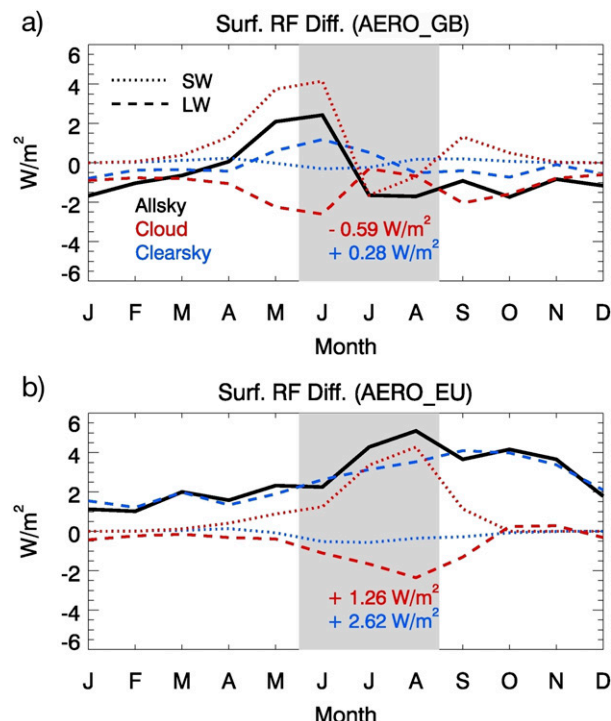 a)
Surf. RF Diff. (AERO_GB)
6
4
2
0
-2
-4
-6
W/m²
SW
LW
Allsky
Cloud
Clearsky
- 0.59 W/m²
+ 0.28 W/m²
J F M A M J J A S O N D
Month
b)
Surf. RF Diff. (AERO_EU)
6
4
2
0
-2
-4
-6
W/m²
+ 1.26 W/m²
+ 2.62 W/m²
J F M A M J J A S O N D
Month